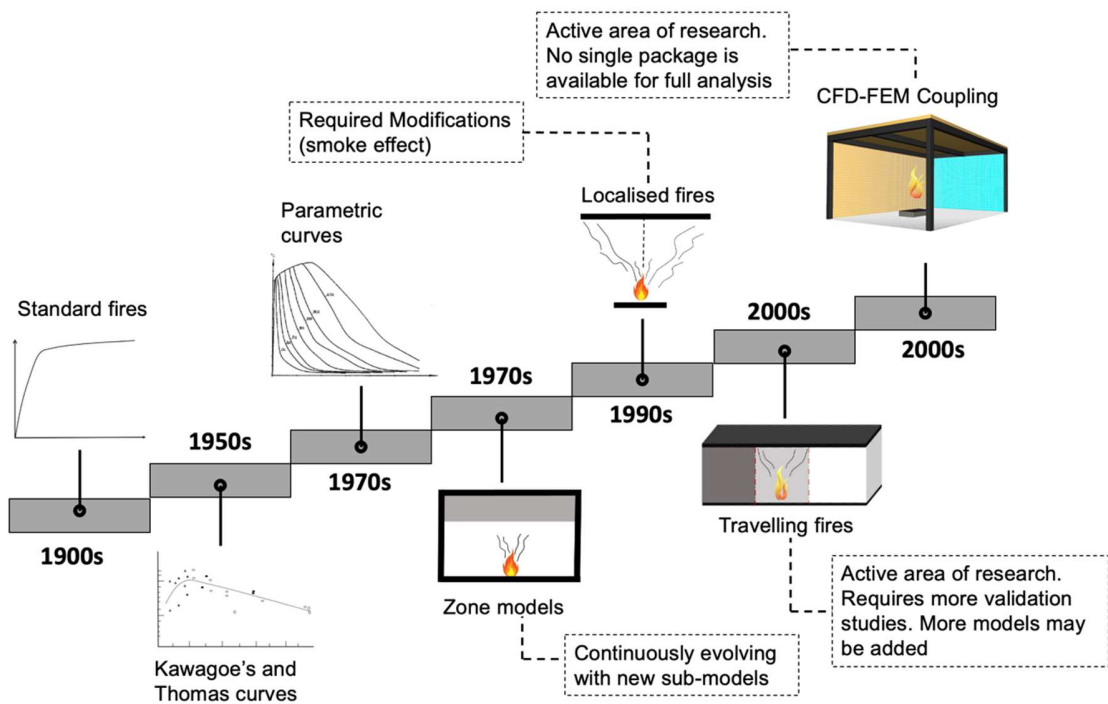 Active area of research.
No single package is
available for full analysis
CFD-FEM Coupling
Required Modifications
(smoke effect)
Localised fires
Parametric
curves
Standard fires
2000s
2000s
1970s
1990s
1950s
1970s
1900s
Travelling fires
Active area of research.
Requires more validation
studies. More models may
be added
Zone models
Continuously evolving
with new sub-models
Kawagoe's and
Thomas curves